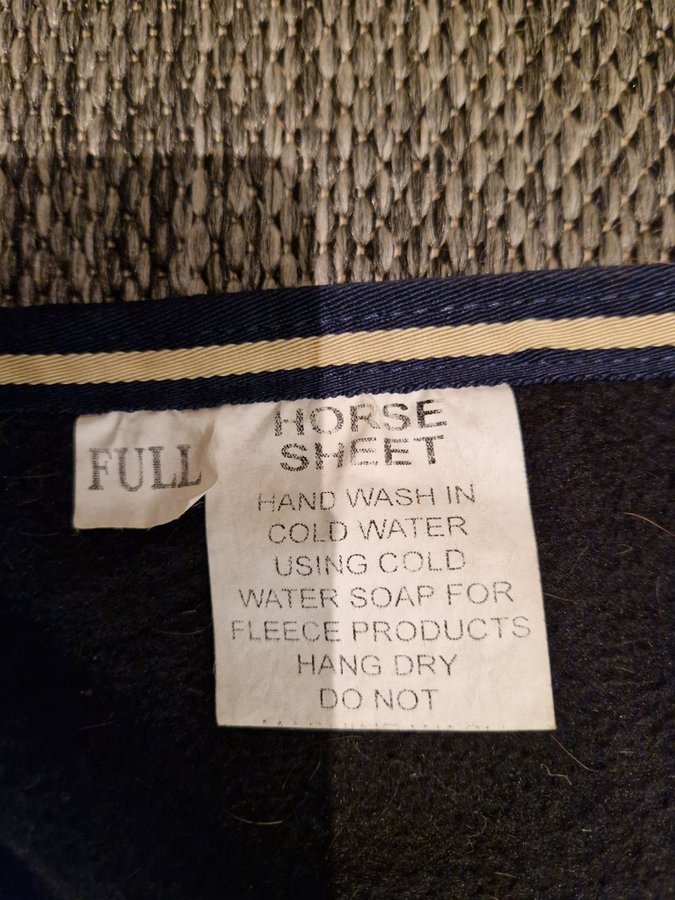 FULL
HORSE
SHEET
HAND WASH IN
COLD WATER
USING COLD
WATER SOAP FOR
FLEECE PRODUCTS
HANG DRY
DO NOT